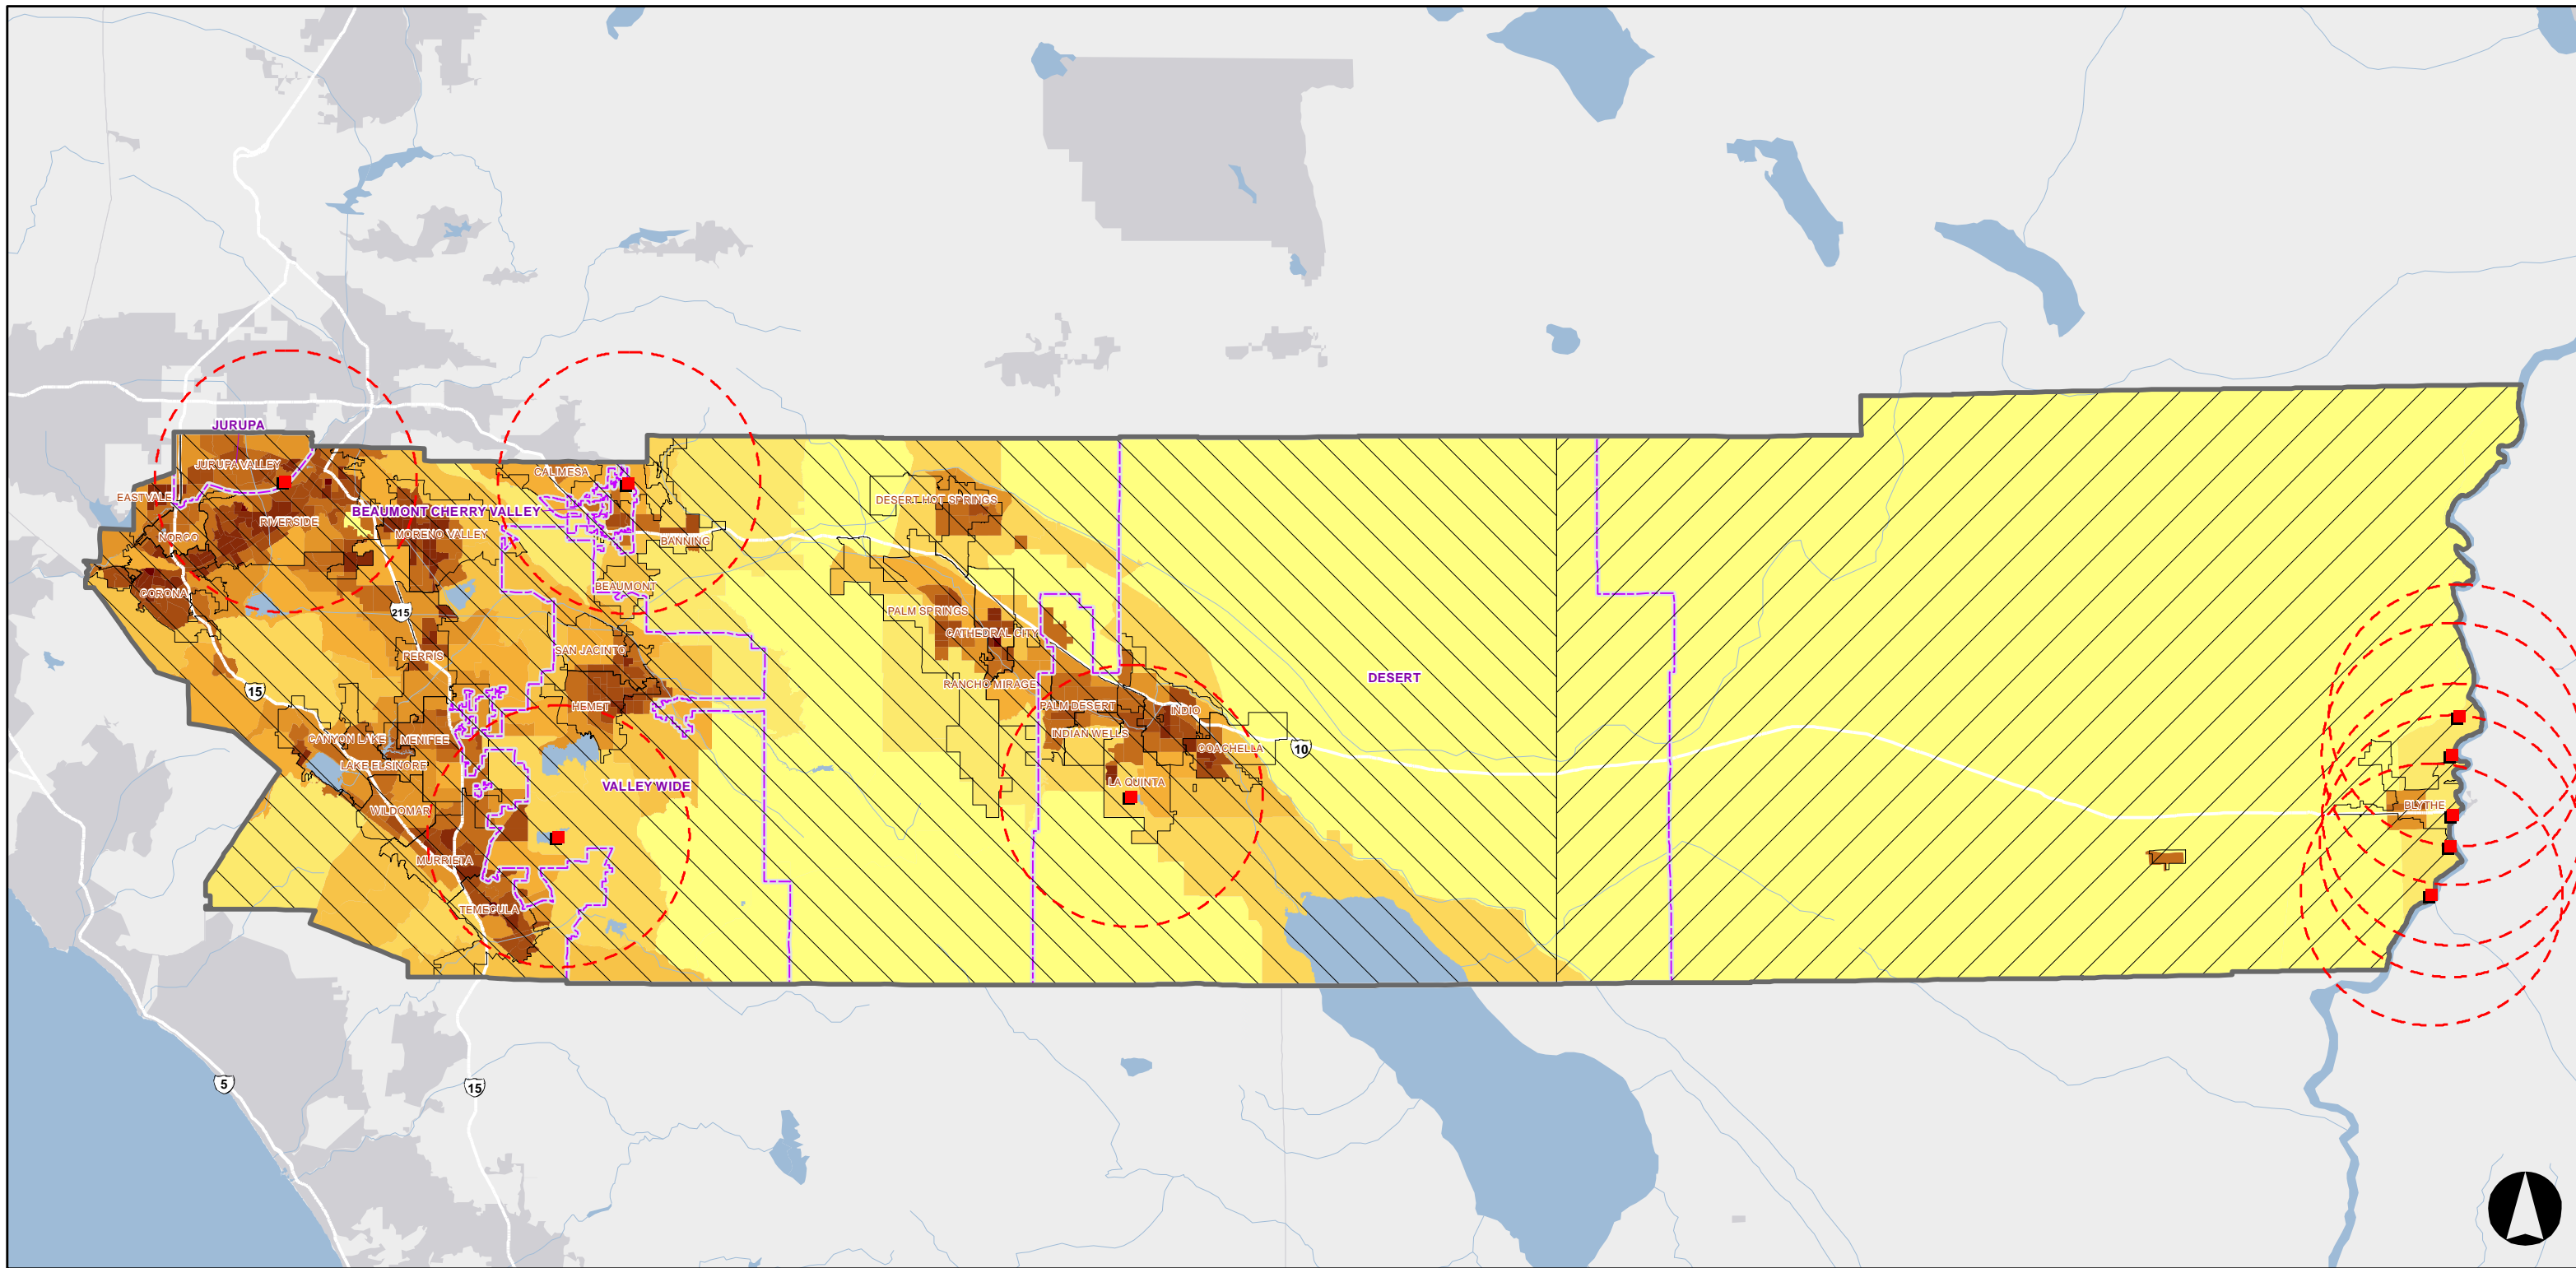 JURUPA
JURUPA VALLEY
CALIMESA
EASTVALE
DESERT HOT SPRINGS
BEAUMONT CHERRY VALLEY
RIVERSIDE
MORENO VALLEY
NORCO
BANNING
BEAUMONT
CORONA
215
PALM SPRINGS
CATHEDRAL CITY
SAN JACINTO
PERRIS
DESERT
RANCHO MIRAGE
15
HEMET
PALM DESERT
INDIO
INDIAN WELLS
CANYON LAKE
MENIFEE
COACHELLA
10
LAKE ELSINORE
LA QUINTA
VALLEY WIDE
BLYTHE
WILDOMAR
MURRIETA
TEMECULA
5
15